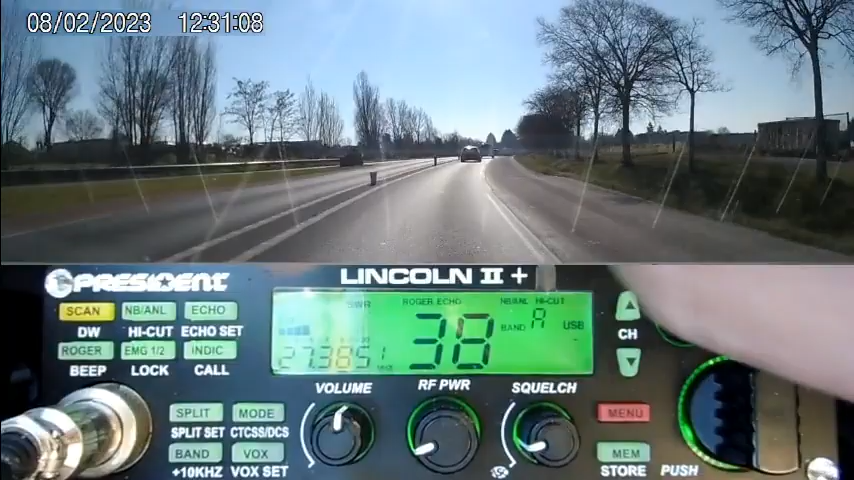 08/02/2023 12:31:08
PRESIDENT LINCOLN II +
SCAN NB/ANL ECHO
DW HI-CUT ECHO SET
ROGER EMG 1/2 INDIC
BEEP LOCK CALL
SWR ROGER ECHO NB/ANL HI-CUT
38 BAND A USB
27.385
CH
VOLUME RF PWR SQUELCH
SPLIT MODE MENU
SPLIT SET CTCSS/DCS
BAND VOX MEM
+10KHZ VOX SET STORE PUSH